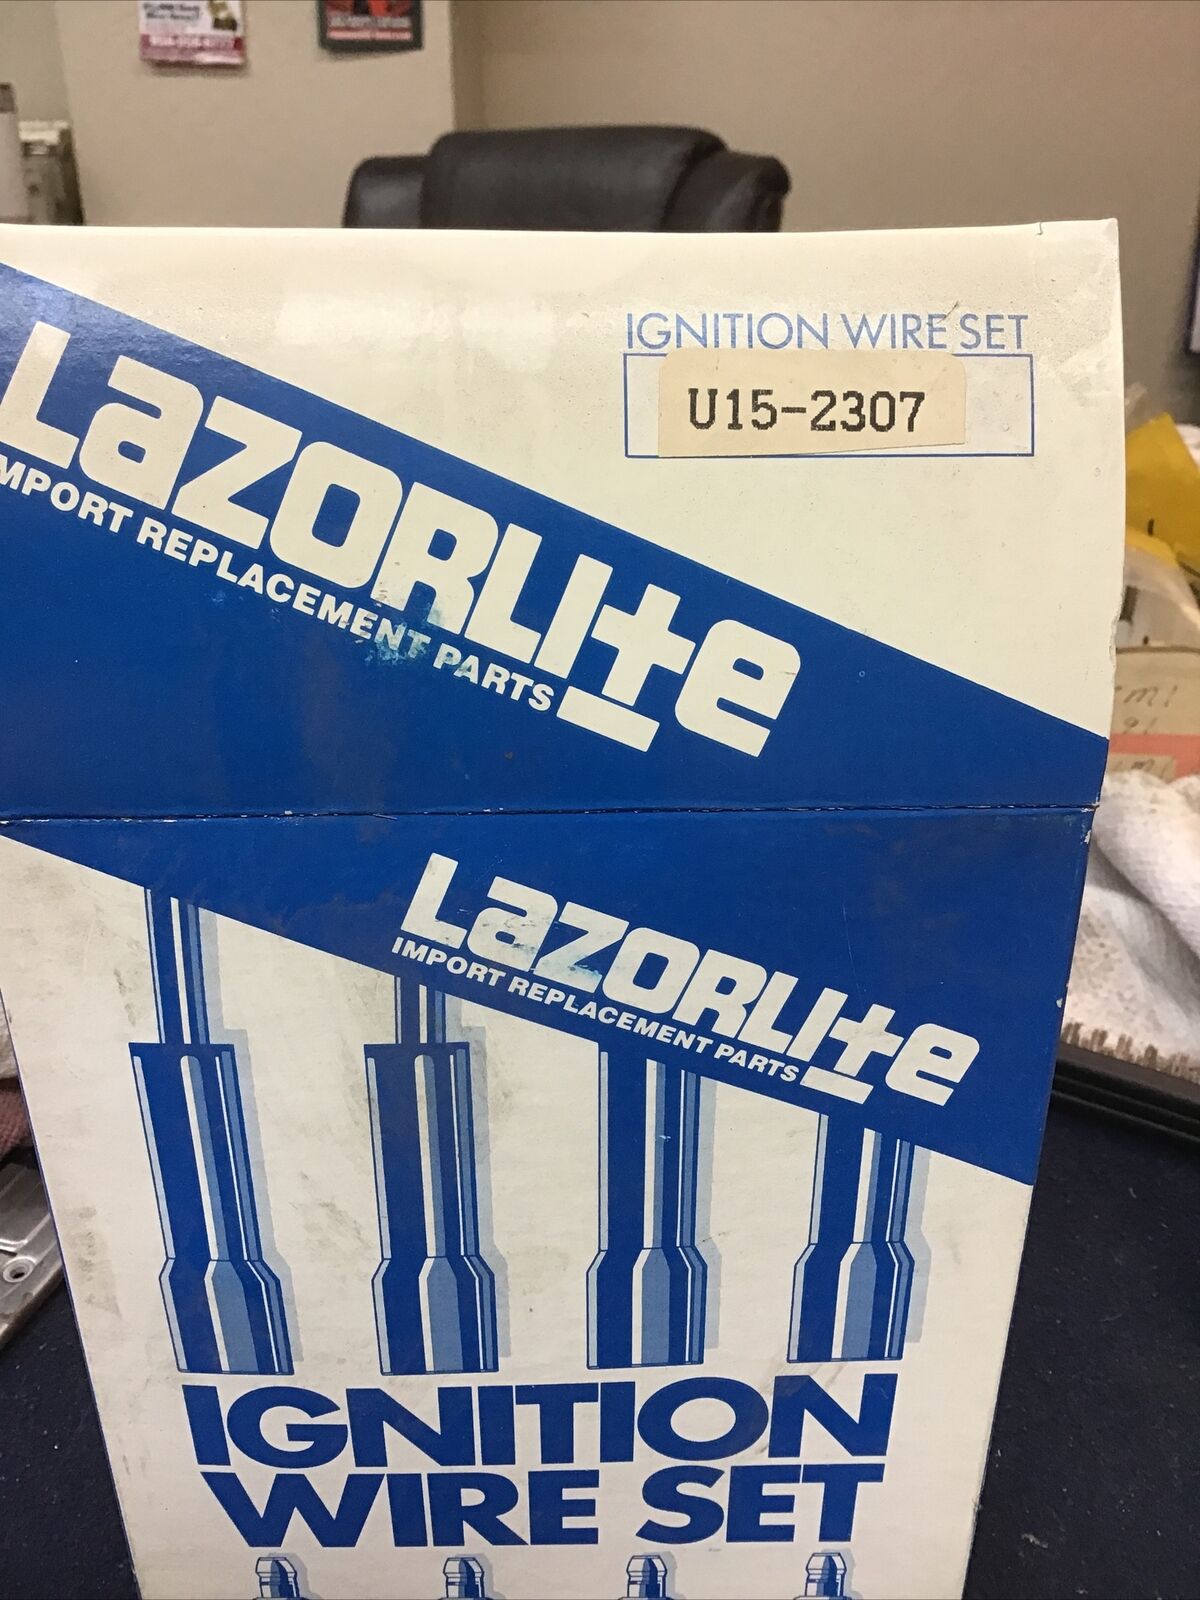 IGNITION WIRE SET
U15-2307
LaZORLIte
IMPORT REPLACEMENT PARTS
LaZORLIte
IMPORT REPLACEMENT PARTS
IGNITION
WIRE SET